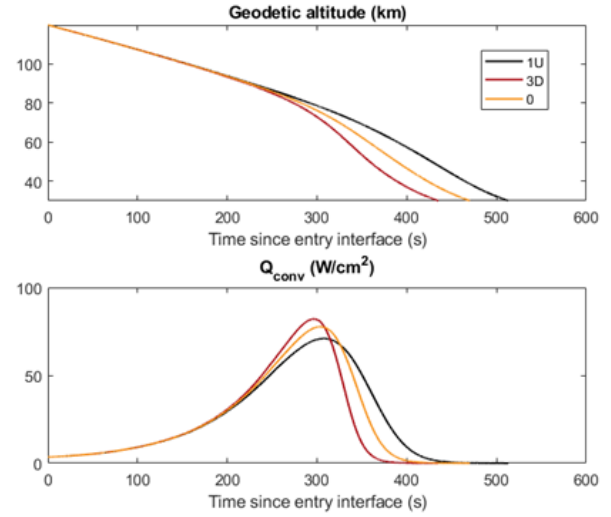 Geodetic altitude (km)
100
80
60
40
0 100 200 300 400 500 600
Time since entry interface (s)
1U
3D
0
Q_conv (W/cm²)
100
50
0
0 100 200 300 400 500 600
Time since entry interface (s)